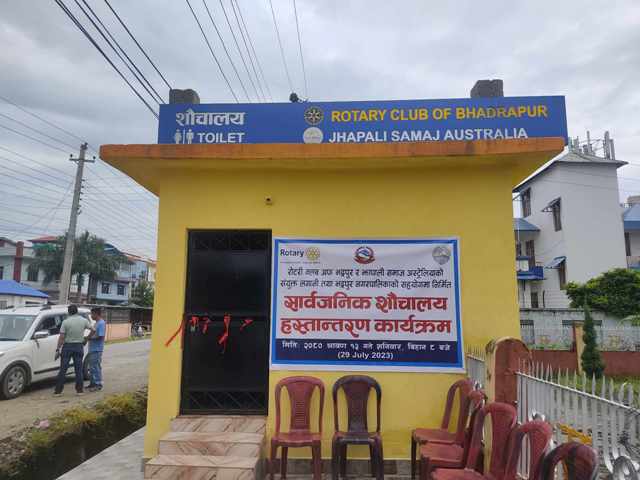 शौचालय
TOILET
ROTARY CLUB OF BHADRAPUR
JHAPALI SAMAJ AUSTRALIA
Rotary
रोटरी क्लब अफ भद्रपुर र झापाली समाज अस्ट्रेलियाको
संयुक्त लगानी तथा भद्रपुर नगरपालिकाको सहयोगमा निर्मित
सार्वजनिक शौचालय
हस्तान्तरण कार्यक्रम
मितिः २०८० श्रावण १३ गते शनिवार, बिहान ८ बजे
(29 July 2023)